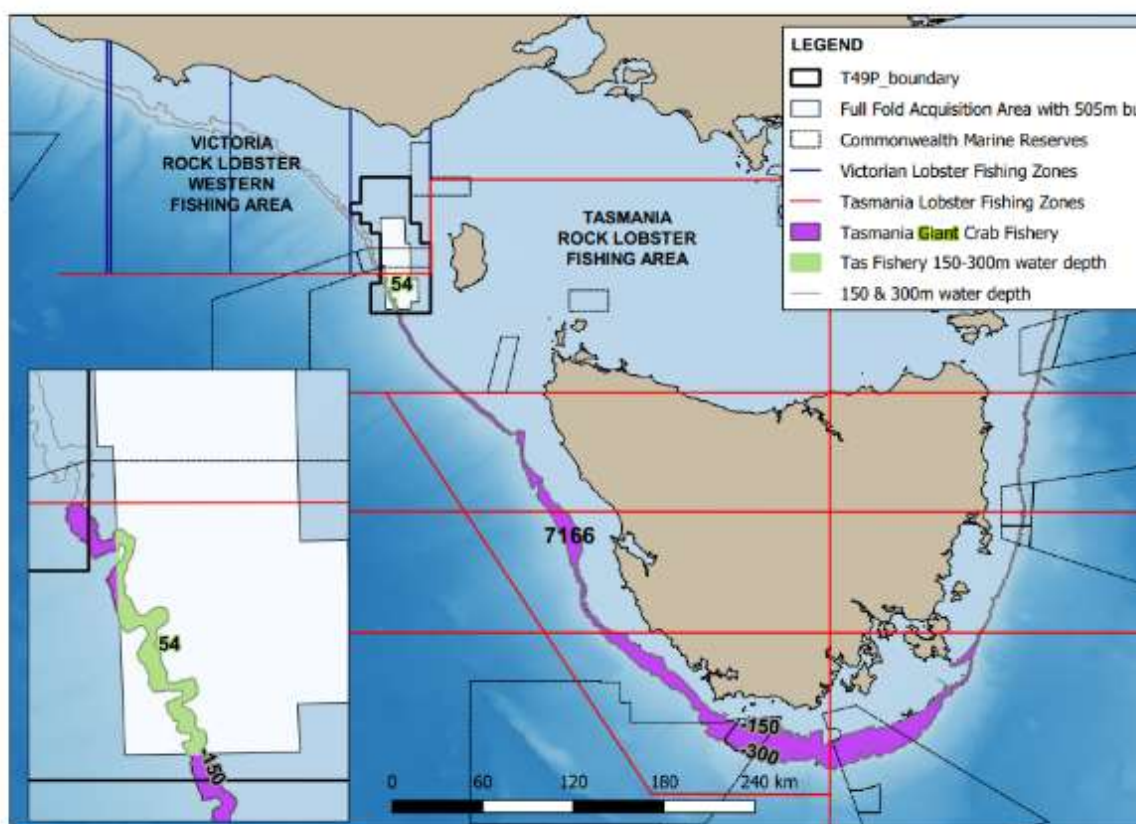 LEGEND
T49P_boundary
Full Fold Acquisition Area with 505m bu
Commonwealth Marine Reserves
Victorian Lobster Fishing Zones
Tasmania Lobster Fishing Zones
Tasmania Giant Crab Fishery
Tas Fishery 150-300m water depth
150 & 300m water depth
VICTORIA
ROCK LOBSTER
WESTERN
FISHING AREA
TASMANIA
ROCK LOBSTER
FISHING AREA
54
7166
54
-150
-150
-300
0 60 120 180 240 km